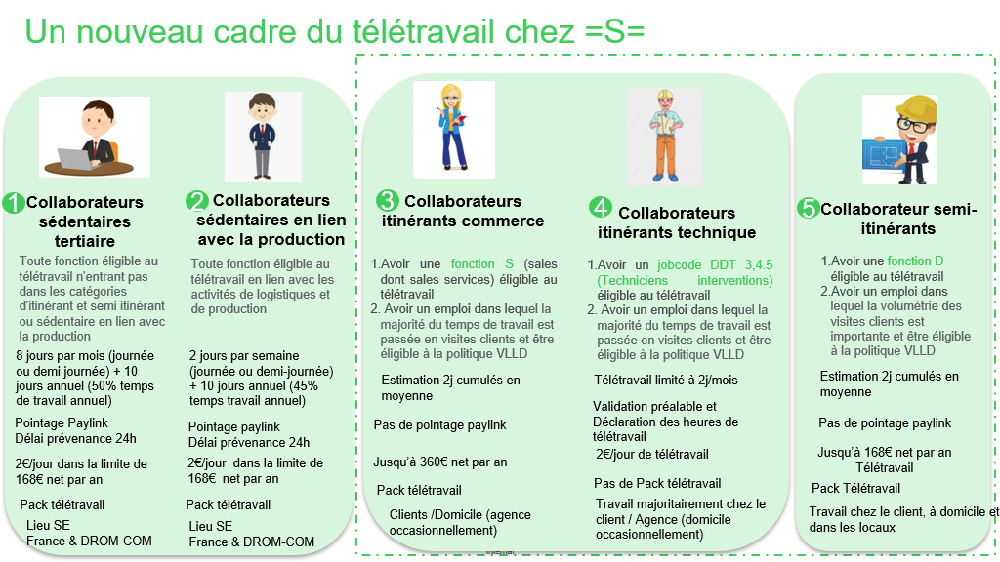 Un nouveau cadre du télétravail chez =S=
1
Collaborateurs
sédentaires
tertiaire
Toute fonction éligible au
télétravail n'entrant pas
dans les catégories
d'itinérant et semi itinérant
ou sédentaire en lien avec
la production
8 jours par mois (journée
ou demi journée) + 10
jours annuel (50% temps
de travail annuel)
Pointage Paylink
Délai prévenance 24h
2€/jour dans la limite de
168€ net par an
Pack télétravail
Lieu SE
France & DROM-COM
2
Collaborateurs
sédentaires en lien
avec la production
Toute fonction éligible au
télétravail en lien avec les
activités de logistiques et
de production
2 jours par semaine
(journée ou demi-journée)
+ 10 jours annuel (45%
temps travail annuel)
Pointage paylink
Délai prévenance 24h
2€/jour dans la limite de
168€ net par an
Pack télétravail
Lieu SE
France & DROM-COM
3
Collaborateurs
itinérants commerce
1.Avoir une fonction S (sales
dont sales services) éligible au
télétravail
2. Avoir un emploi dans lequel la
majorité du temps de travail est
passée en visites clients et être
éligible à la politique VLLD
Estimation 2j cumulés en
moyenne
Pas de pointage paylink
Jusqu'à 360€ net par an
Pack télétravail
Clients /Domicile (agence
occasionnellement)
4
Collaborateurs
itinérants technique
1.Avoir un jobcode DDT 3,4.5
(Techniciens interventions)
éligible au télétravail
2. Avoir un emploi dans lequel la
majorité du temps de travail est
passée en visites clients et être
éligible à la politique VLLD
Télétravail limité à 2j/mois
Validation préalable et
Déclaration des heures de
télétravail
2€/jour de télétravail
Pas de Pack télétravail
Travail majoritairement chez le
client / Agence (domicile
occasionnellement)
5
Collaborateur semi-
itinérants
1.Avoir une fonction D
éligible au télétravail
2.Avoir un emploi dans
lequel la volumétrie des
visites clients est
importante et être éligible
à la politique VLLD
Estimation 2j cumulés en
moyenne
Pas de pointage paylink
Jusqu'à 168€ net par an
Télétravail
Pack Télétravail
Travail chez le client, à domicile et
dans les locaux